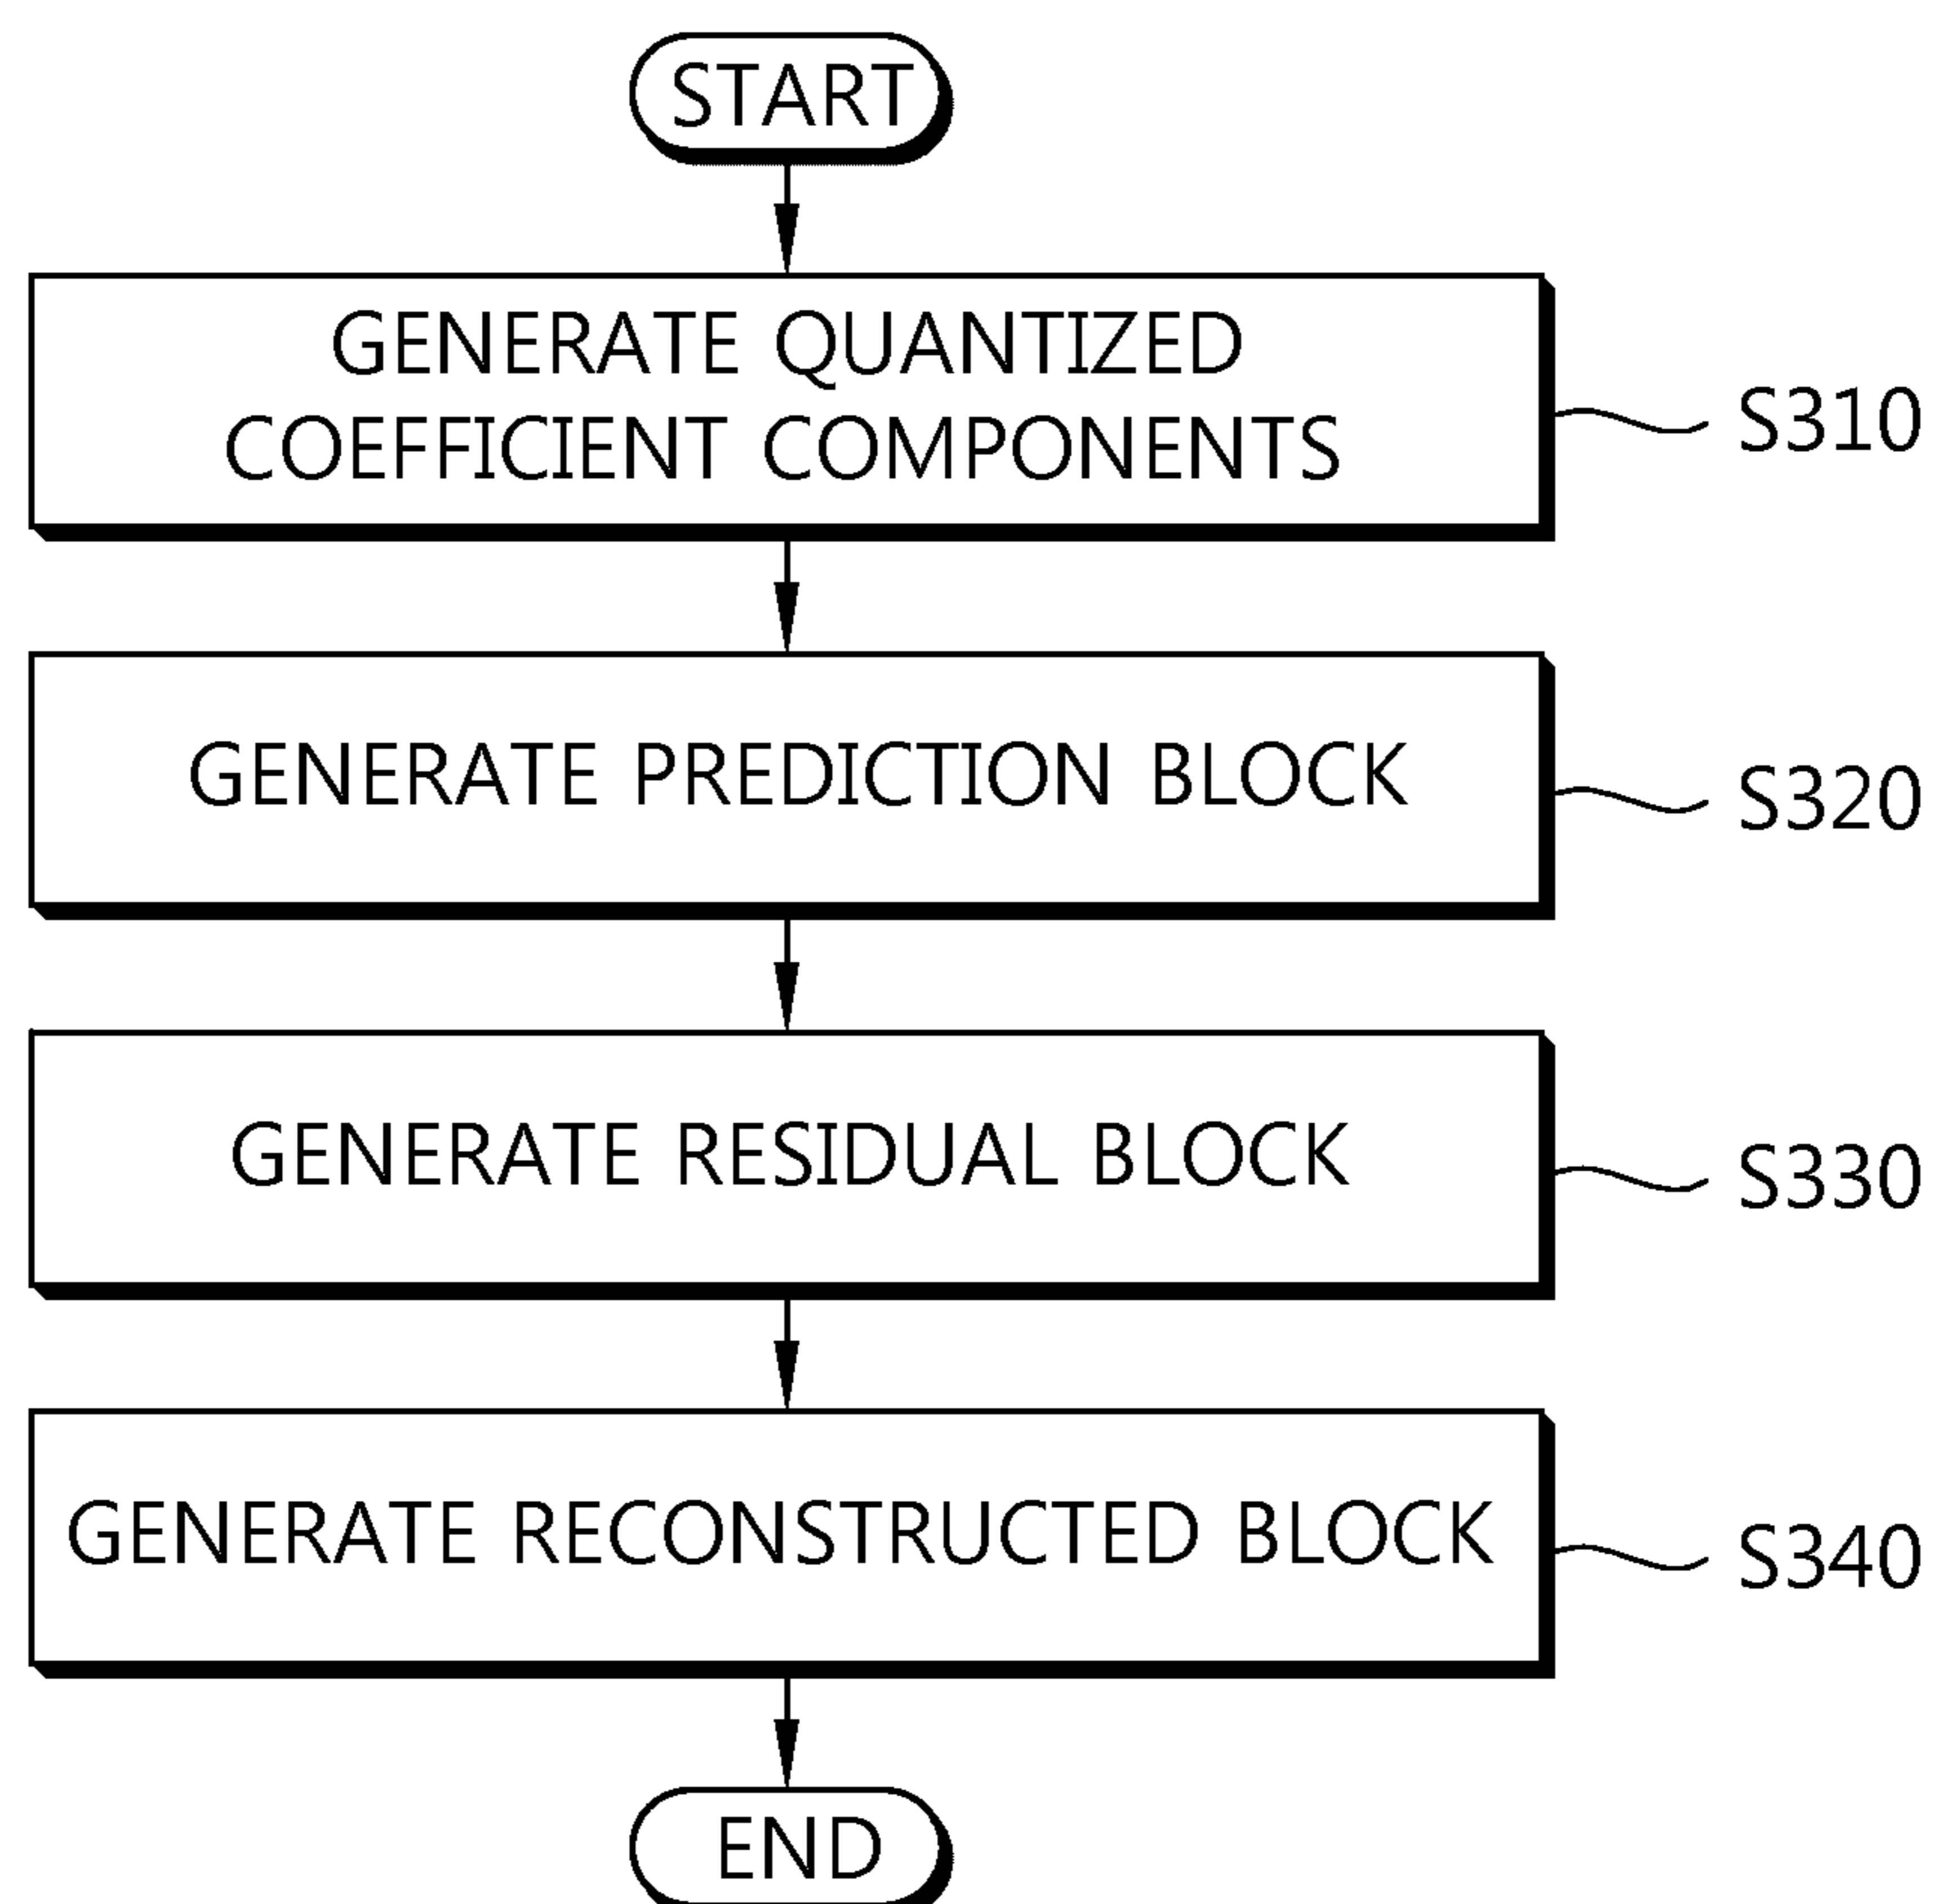 START
GENERATE QUANTIZED
COEFFICIENT COMPONENTS
S310
GENERATE PREDICTION BLOCK
S320
GENERATE RESIDUAL BLOCK
S330
GENERATE RECONSTRUCTED BLOCK
S340
END